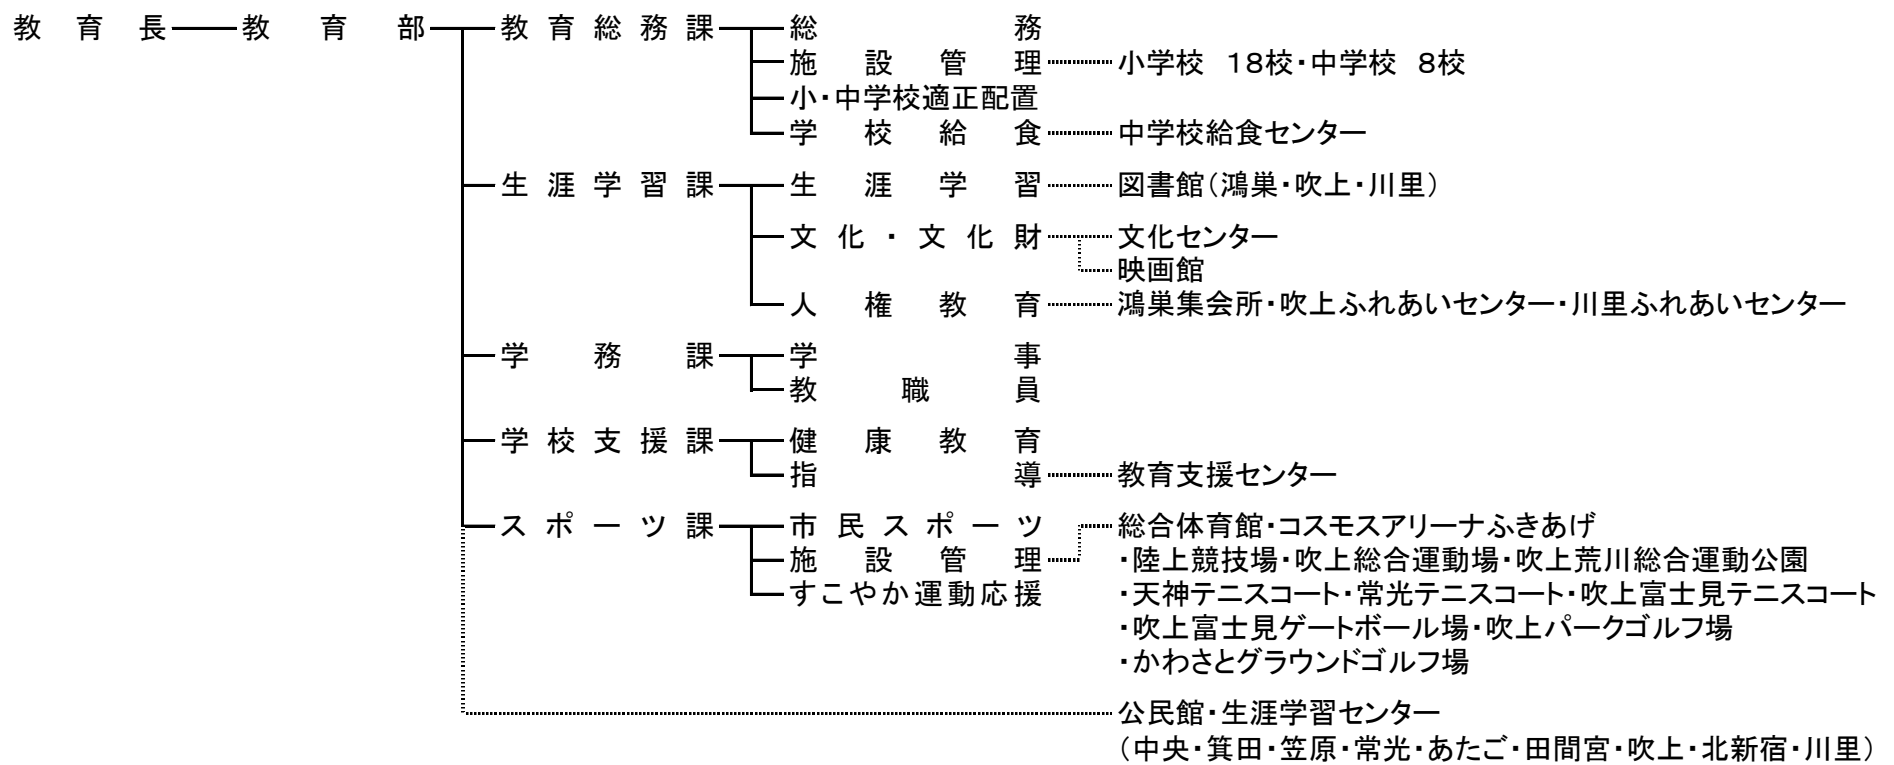 教育長 教育部 教育総務課 総務
施設管理 小学校 18校・中学校 8校
小・中学校適正配置
学校給食 中学校給食センター
生涯学習課 生涯学習 図書館(鴻巣・吹上・川里)
文化・文化財 文化センター
映画館
人権教育 鴻巣集会所・吹上ふれあいセンター・川里ふれあいセンター
学務課 学事
教職員
学校支援課 健康教育
指導 教育支援センター
スポーツ課 市民スポーツ 総合体育館・コスモスアリーナふきあげ
施設管理 ・陸上競技場・吹上総合運動場・吹上荒川総合運動公園
すこやか運動応援 ・天神テニスコート・常光テニスコート・吹上富士見テニスコート
・吹上富士見ゲートボール場・吹上パークゴルフ場
・かわさとグラウンドゴルフ場
公民館・生涯学習センター
(中央・箕田・笠原・常光・あたご・田間宮・吹上・北新宿・川里)